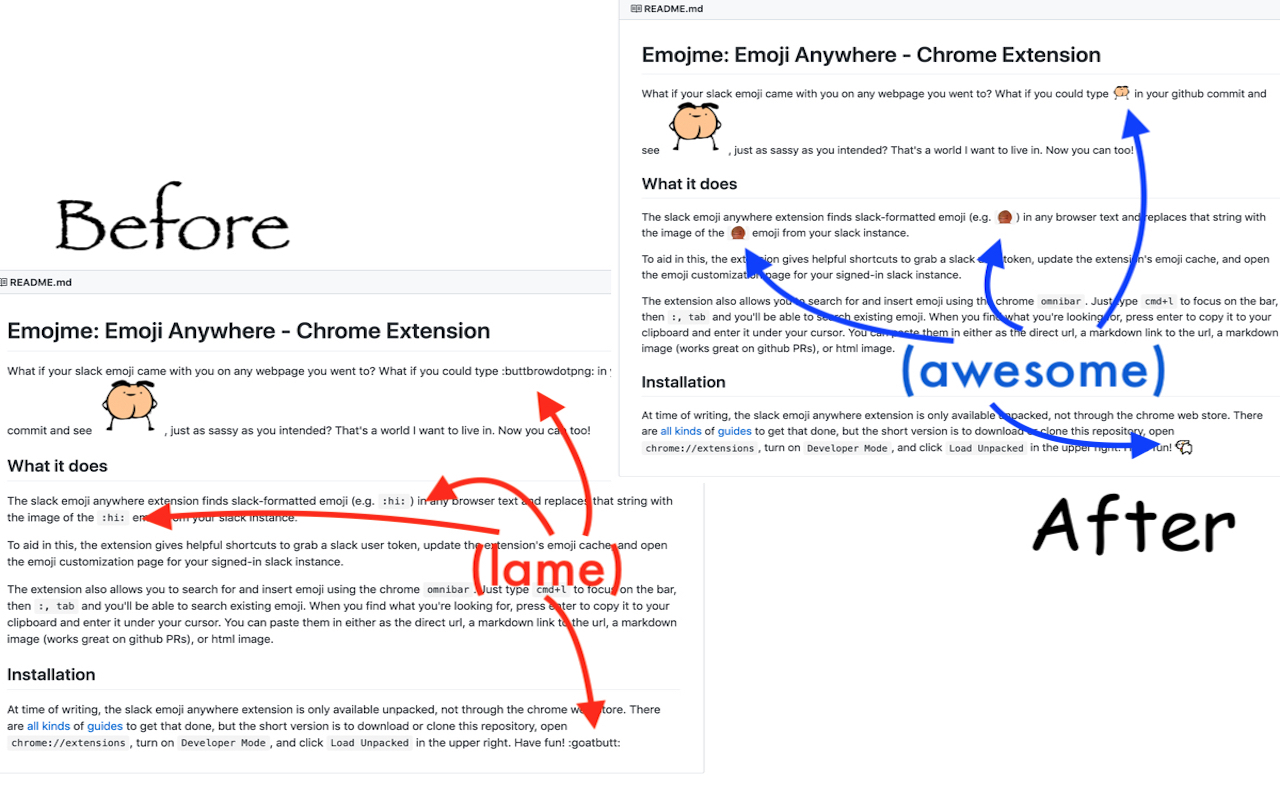 Before
README.md
Emojme: Emoji Anywhere - Chrome Extension
What if your slack emoji came with you on any webpage you went to? What if you could type :buttbrowdotpng: in
commit and see , just as sassy as you intended? That's a world I want to live in. Now you can too!
What it does
The slack emoji anywhere extension finds slack-formatted emoji (e.g. :hi: ) in any browser text and replaces that string with
the image of the :hi: emoji from your slack instance.
To aid in this, the extension gives helpful shortcuts to grab a slack user token, update the extension's emoji cache, and open
the emoji customization page for your signed-in slack instance.
The extension also allows you to search for and insert emoji using the chrome omnibar . Just type cmd+l to focus on the bar,
then :, tab and you'll be able to search existing emoji. When you find what you're looking for, press enter to copy it to your
clipboard and enter it under your cursor. You can paste them in either as the direct url, a markdown link to the url, a markdown
image (works great on github PRs), or html image.
(lame)
Installation
At time of writing, the slack emoji anywhere extension is only available unpacked, not through the chrome web store. There
are all kinds of guides to get that done, but the short version is to download or clone this repository, open
chrome://extensions , turn on Developer Mode , and click Load Unpacked in the upper right. Have fun! :goatbutt:
README.md
Emojme: Emoji Anywhere - Chrome Extension
What if your slack emoji came with you on any webpage you went to? What if you could type in your github commit and
see , just as sassy as you intended? That's a world I want to live in. Now you can too!
What it does
The slack emoji anywhere extension finds slack-formatted emoji (e.g. ) in any browser text and replaces that string with
the image of the emoji from your slack instance.
To aid in this, the extension gives helpful shortcuts to grab a slack user token, update the extension's emoji cache, and open
the emoji customization page for your signed-in slack instance.
The extension also allows you to search for and insert emoji using the chrome omnibar . Just type cmd+l to focus on the bar,
then :, tab and you'll be able to search existing emoji. When you find what you're looking for, press enter to copy it to your
clipboard and enter it under your cursor. You can paste them in either as the direct url, a markdown link to the url, a markdown
image (works great on github PRs), or html image.
(awesome)
Installation
At time of writing, the slack emoji anywhere extension is only available unpacked, not through the chrome web store. There
are all kinds of guides to get that done, but the short version is to download or clone this repository, open
chrome://extensions , turn on Developer Mode , and click Load Unpacked in the upper right. Have fun!
After